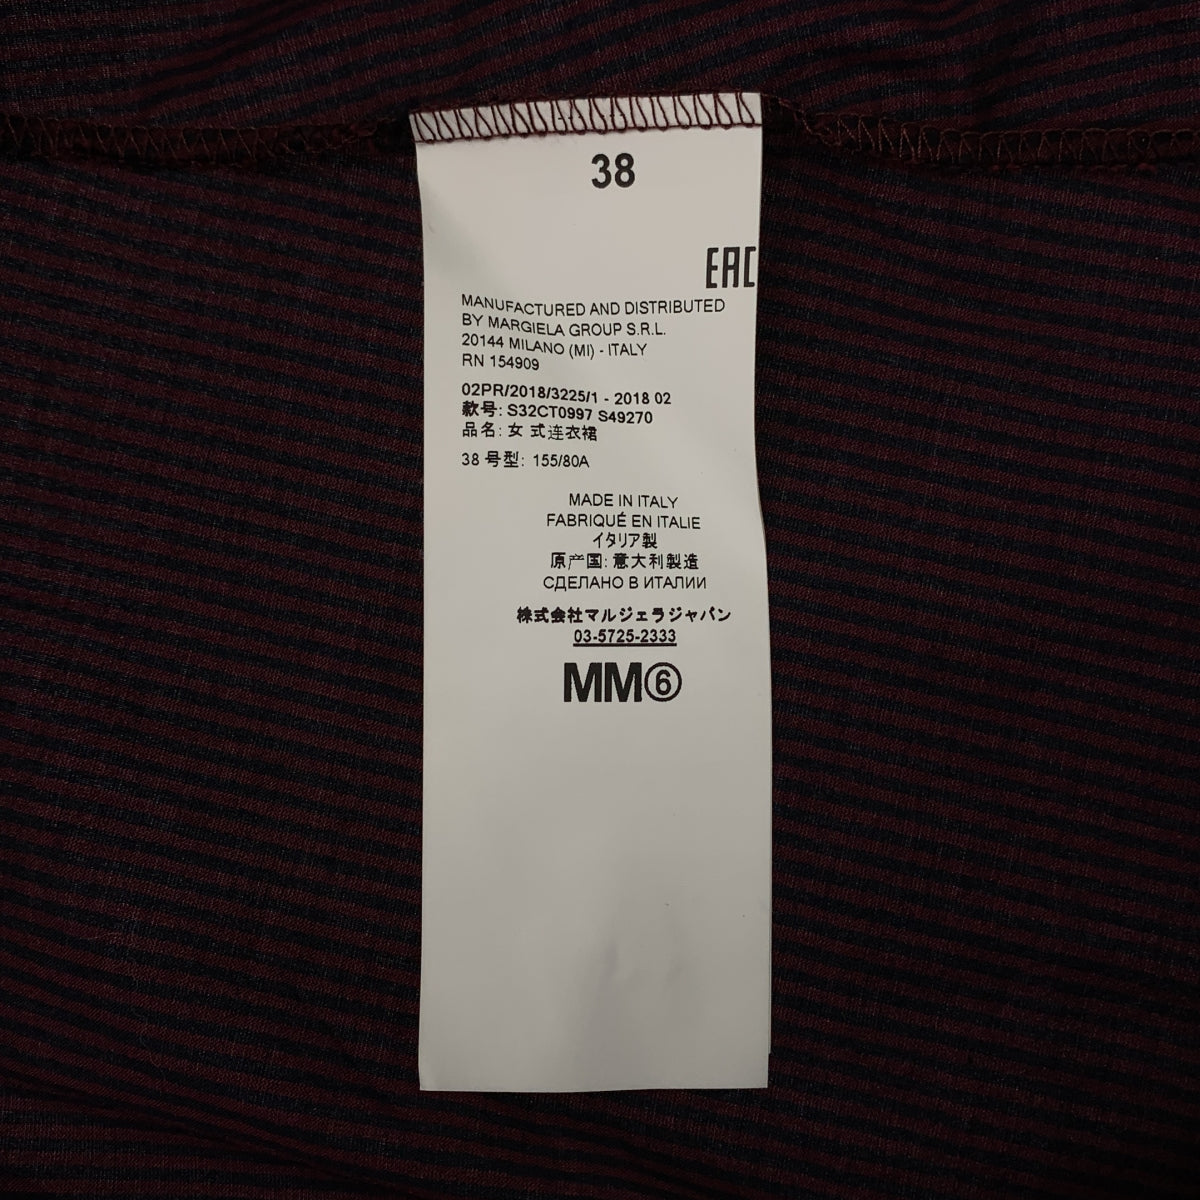 38
EAC
MANUFACTURED AND DISTRIBUTED
BY MARGIELA GROUP S.R.L.
20144 MILANO (MI) - ITALY
RN 154909
02PR/2018/3225/1 - 2018 02
款号: S32CT0997 S49270
品名: 女 式连衣裙
38 号型: 155/80A
MADE IN ITALY
FABRIQUÉ EN ITALIE
イタリア製
原产国: 意大利製造
СДЕЛАНО В ИТАЛИИ
株式会社マルジェラジャパン
03-5725-2333
MM⑥